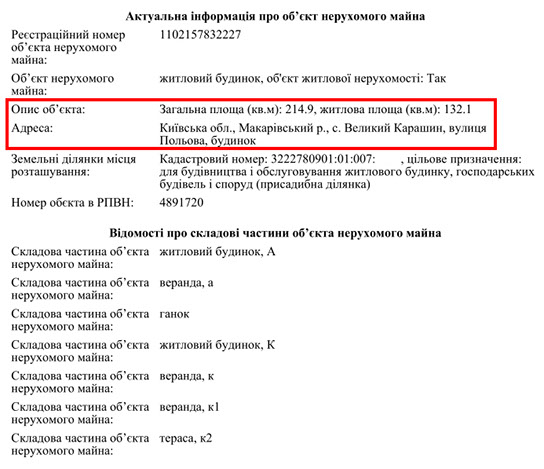 Актуальна інформація про об’єкт нерухомого майна
Реєстраційний номер об’єкта нерухомого майна: 1102157832227
Об’єкт нерухомого майна: житловий будинок, об'єкт житлової нерухомості: Так
Опис об’єкта: Загальна площа (кв.м): 214.9, житлова площа (кв.м): 132.1
Адреса: Київська обл., Макарівський р., с. Великий Карашин, вулиця
Польова, будинок
Земельні ділянки місця розташування: Кадастровий номер: 3222780901:01:007: , цільове призначення:
для будівництва і обслуговування житлового будинку, господарських
будівель і споруд (присадибна ділянка)
Номер обєкта в РПВН: 4891720
Відомості про складові частини об’єкта нерухомого майна
Складова частина об’єкта нерухомого майна: житловий будинок, А
Складова частина об’єкта нерухомого майна: веранда, а
Складова частина об’єкта нерухомого майна: ганок
Складова частина об’єкта нерухомого майна: житловий будинок, К
Складова частина об’єкта нерухомого майна: веранда, к
Складова частина об’єкта нерухомого майна: веранда, к1
Складова частина об’єкта нерухомого майна: тераса, к2